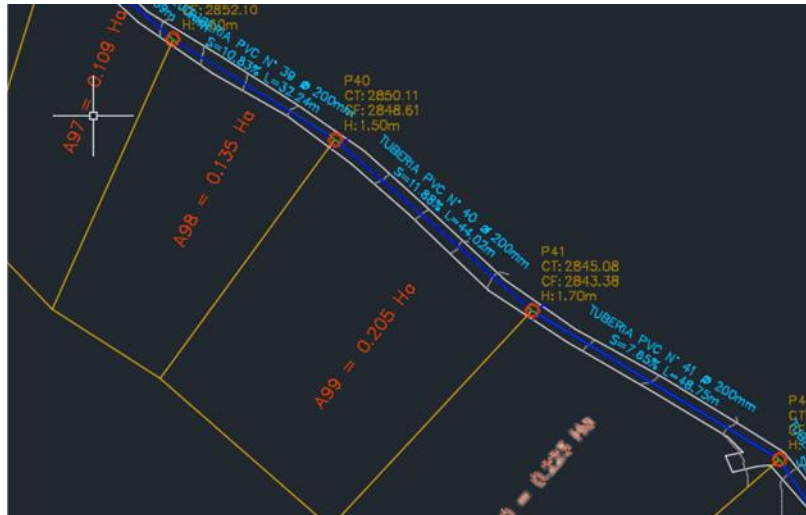 CF: 2852.10
A97 = 0.109 Ha
TUBERIA PVC N° 39 Ø 200mm
S=10.83% L=32.24m
P40
CT: 2850.11
CF: 2848.61
H: 1.50m
A98 = 0.135 Ha
TUBERIA PVC N° 40 Ø 200mm
S=11.88% L=44.02m
P41
CT: 2845.08
CF: 2843.38
H: 1.70m
A99 = 0.205 Ha
TUBERIA PVC N° 41 Ø 200mm
S=7.65% L=48.75m